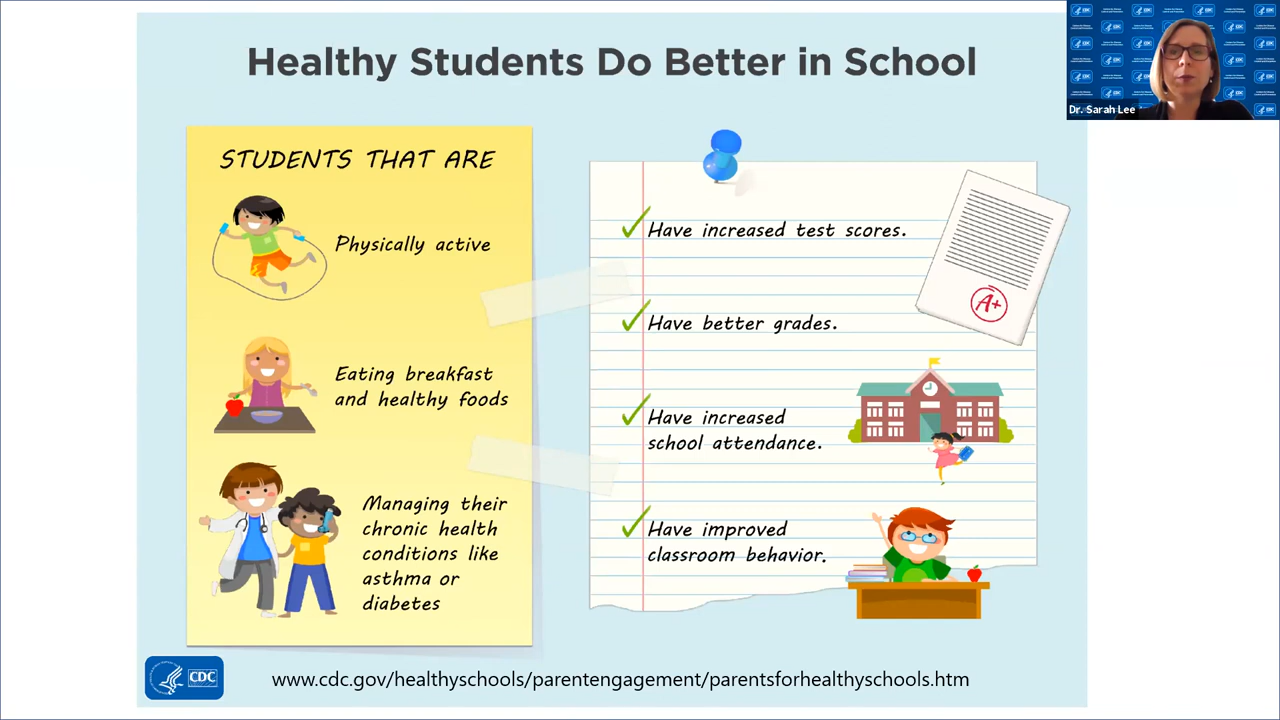 Healthy Students Do Better in School
Dr. Sarah Lee
STUDENTS THAT ARE
Physically active
Eating breakfast
and healthy foods
Managing their
chronic health
conditions like
asthma or
diabetes
Have increased test scores.
A+
Have better grades.
Have increased
school attendance.
Have improved
classroom behavior.
CDC
www.cdc.gov/healthyschools/parentengagement/parentsforhealthyschools.htm